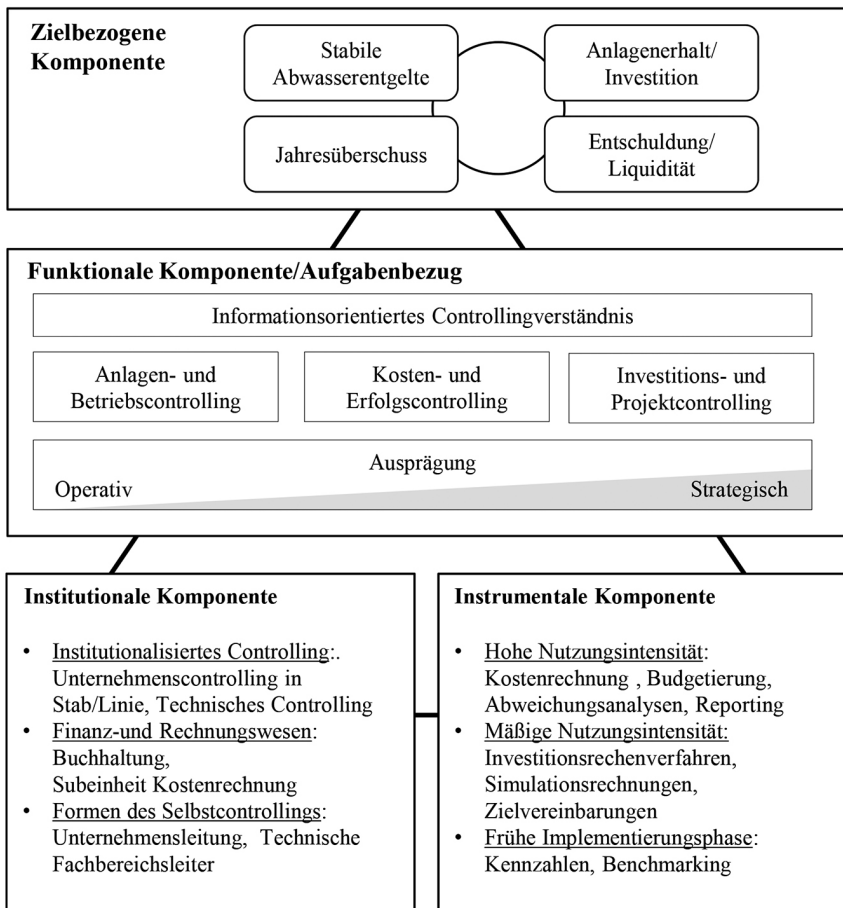 Zielbezogene
Komponente
Stabile
Abwasserentgelte
Anlagenerhalt/
Investition
Jahresüberschuss
Entschuldung/
Liquidität
Funktionale Komponente/Aufgabenbezug
Informationsorientiertes Controllingverständnis
Anlagen- und
Betriebscontrolling
Kosten- und
Erfolgscontrolling
Investitions- und
Projektcontrolling
Ausprägung
Operativ
Strategisch
Institutionale Komponente
• Institutionalisiertes Controlling:.
Unternehmenscontrolling in
Stab/Linie, Technisches Controlling
• Finanz-und Rechnungswesen:
Buchhaltung,
Subeinheit Kostenrechnung
• Formen des Selbstcontrollings:
Unternehmensleitung, Technische
Fachbereichsleiter
Instrumentale Komponente
• Hohe Nutzungsintensität:
Kostenrechnung , Budgetierung,
Abweichungsanalysen, Reporting
• Mäßige Nutzungsintensität:
Investitionsrechenverfahren,
Simulationsrechnungen,
Zielvereinbarungen
• Frühe Implementierungsphase:
Kennzahlen, Benchmarking